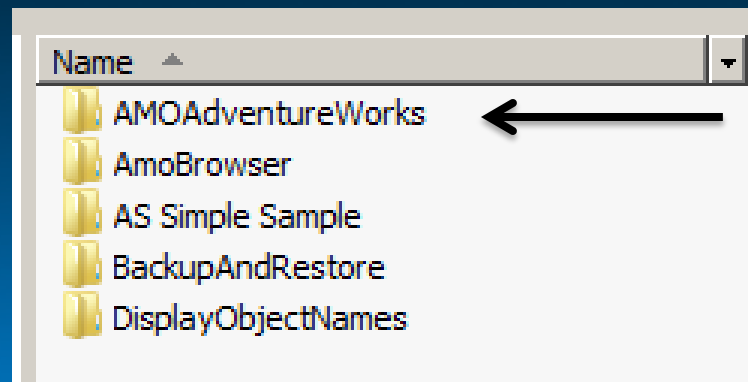 Name
AMOAdventureWorks
AmoBrowser
AS Simple Sample
BackupAndRestore
DisplayObjectNames